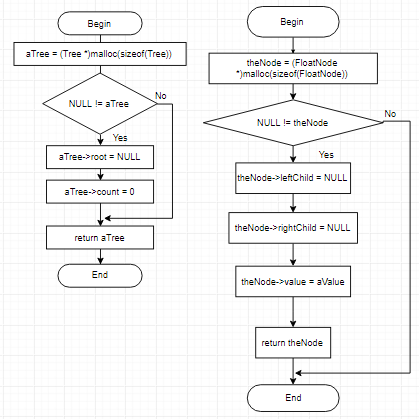 Begin
aTree = (Tree *)malloc(sizeof(Tree))
NULL != aTree
No
Yes
aTree->root = NULL
aTree->count = 0
return aTree
End
Begin
theNode = (FloatNode
*)malloc(sizeof(FloatNode))
NULL != theNode
No
Yes
theNode->leftChild = NULL
theNode->rightChild = NULL
theNode->value = aValue
return theNode
End